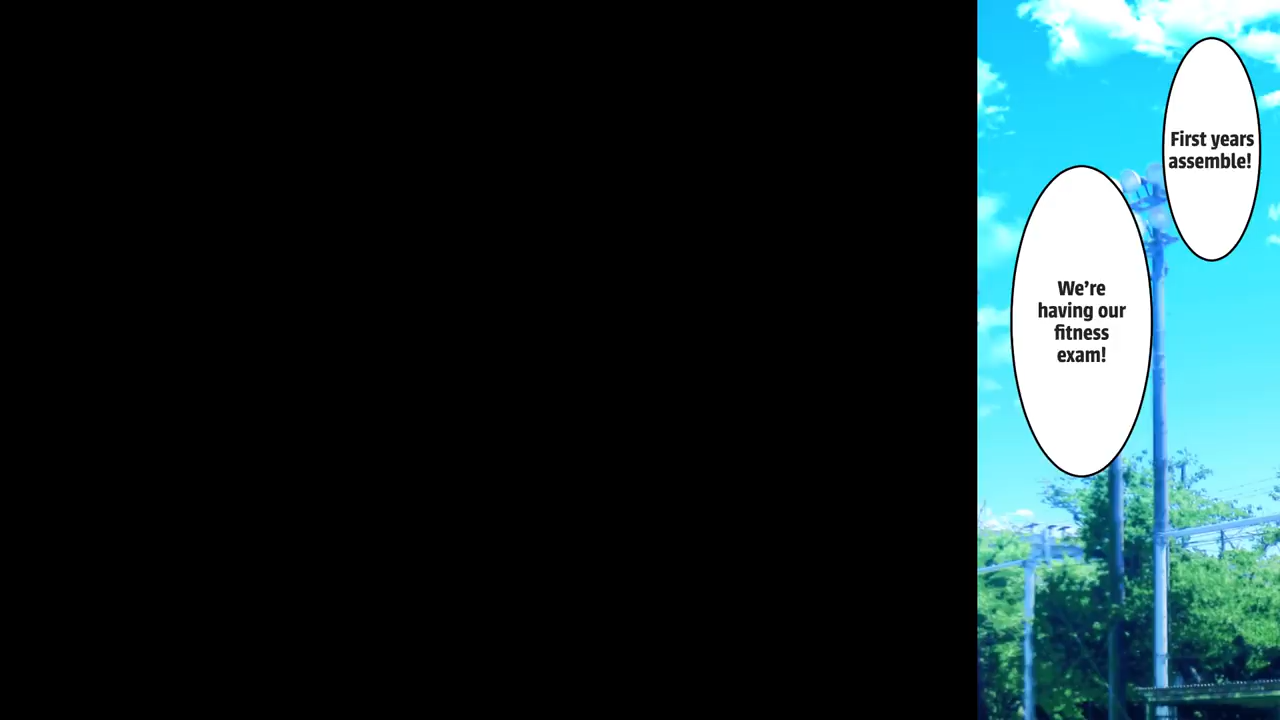 First years
assemble!
We’re
having our
fitness
exam!